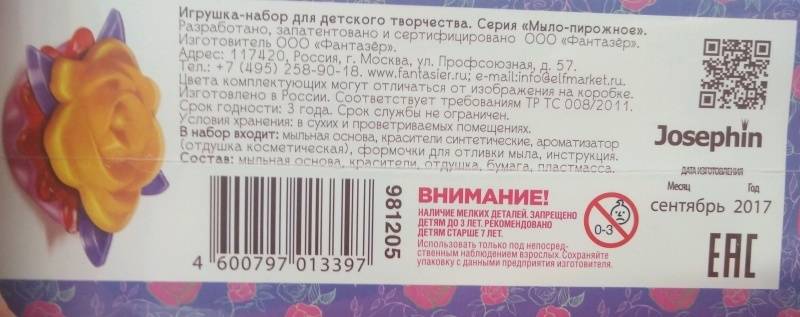 Игрушка-набор для детского творчества. Серия «Мыло-пирожное».
Разработано, запатентовано и сертифицировано ООО «Фантазёр».
Изготовитель ООО «Фантазёр».
Адрес: 117420, Россия, г. Москва, ул. Профсоюзная, д. 57.
Тел.: +7 (495) 258-90-18. www.fantasier.ru; e-mail:info@elfmarket.ru.
Цвета комплектующих могут отличаться от изображения на коробке.
Изготовлено в России. Соответствует требованиям ТР ТС 008/2011.
Срок годности: 3 года. Срок службы не ограничен.
Условия хранения: в сухих и проветриваемых помещениях.
В набор входит: мыльная основа, красители синтетические, ароматизатор
(отдушка косметическая), формочки для отливки мыла, инструкция.
Состав: мыльная основа, красители, отдушка, бумага, пластмасса.
4 600797 013397
981205
ВНИМАНИЕ!
НАЛИЧИЕ МЕЛКИХ ДЕТАЛЕЙ. ЗАПРЕЩЕНО
ДЕТЯМ ДО 3 ЛЕТ. РЕКОМЕНДОВАНО
ДЕТЯМ СТАРШЕ 7 ЛЕТ.
Использовать только под непосред-
ственным наблюдением взрослых. Сохраняйте
упаковку с данными предприятия изготовителя.
0-3
Josephin
ДАТА ИЗГОТОВЛЕНИЯ
Месяц Год
сентябрь 2017
ЕАС